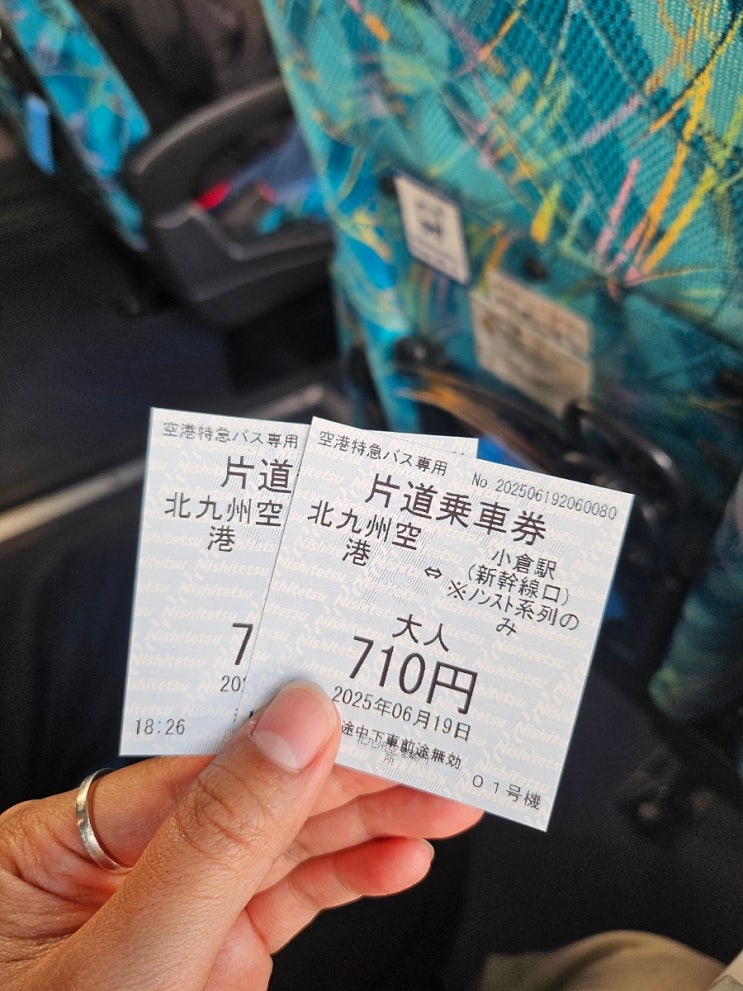 空港特急バス専用
片道
北九州空
港
7
202
18:26
空港特急バス専用
No. 202506192060080
片道乗車券
北九州空
港
⇔
小倉駅
(新幹線口)
※ノンスト系列の
み
大人
710円
2025年06月19日
途中下車前途無効
01号機
Nishitetsu